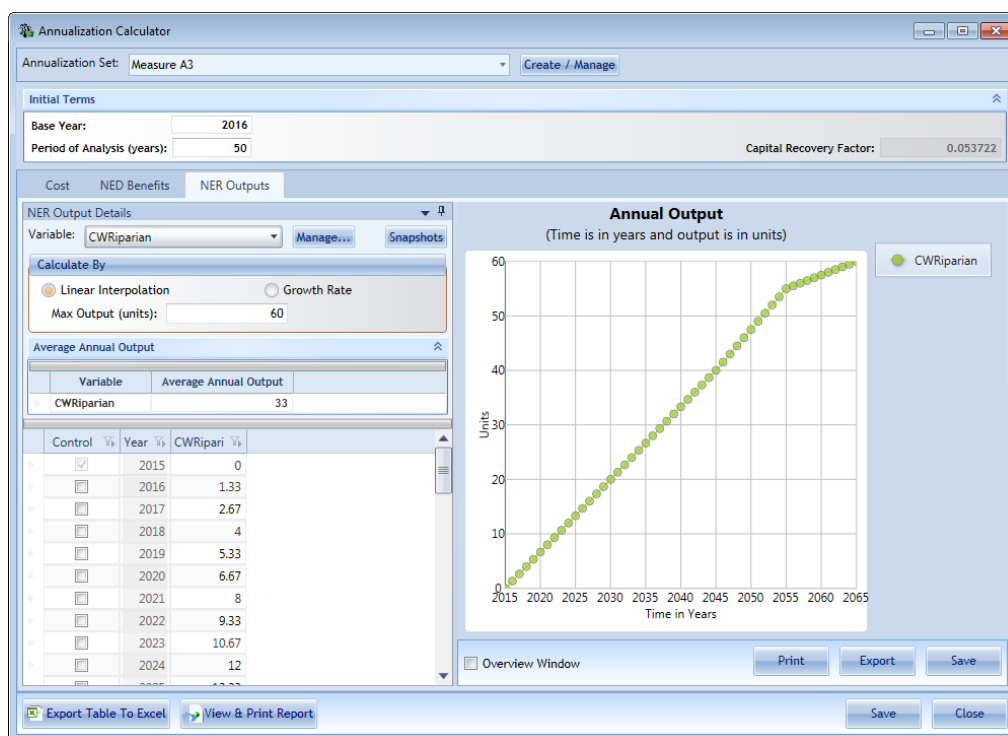 Annualization Calculator
Annualization Set: Measure A3 Create / Manage
Initial Terms
Base Year: 2016
Period of Analysis (years): 50 Capital Recovery Factor: 0.053722
Cost NED Benefits NER Outputs
NER Output Details
Variable: CWRiparian Manage... Snapshots
Calculate By
Linear Interpolation Growth Rate
Max Output (units): 60
Average Annual Output
Variable Average Annual Output
CWRiparian 33
Control Year CWRipari
2015 0
2016 1.33
2017 2.67
2018 4
2019 5.33
2020 6.67
2021 8
2022 9.33
2023 10.67
2024 12
Annual Output
(Time is in years and output is in units)
CWRiparian
60
50
40
30
20
10
0
Units
2015 2020 2025 2030 2035 2040 2045 2050 2055 2060 2065
Time in Years
Overview Window Print Export Save
Export Table To Excel View & Print Report Save Close